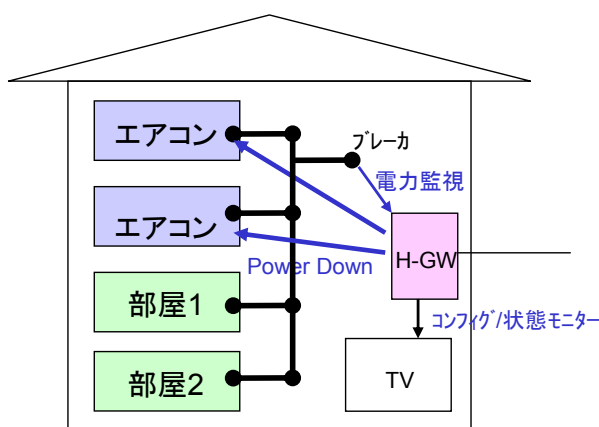 エアコン
ﾌﾞﾚｰｶ
電力監視
エアコン
H-GW
Power Down
部屋1
ｺﾝﾌｨｸﾞ/状態ﾓﾆﾀｰ
部屋2
TV